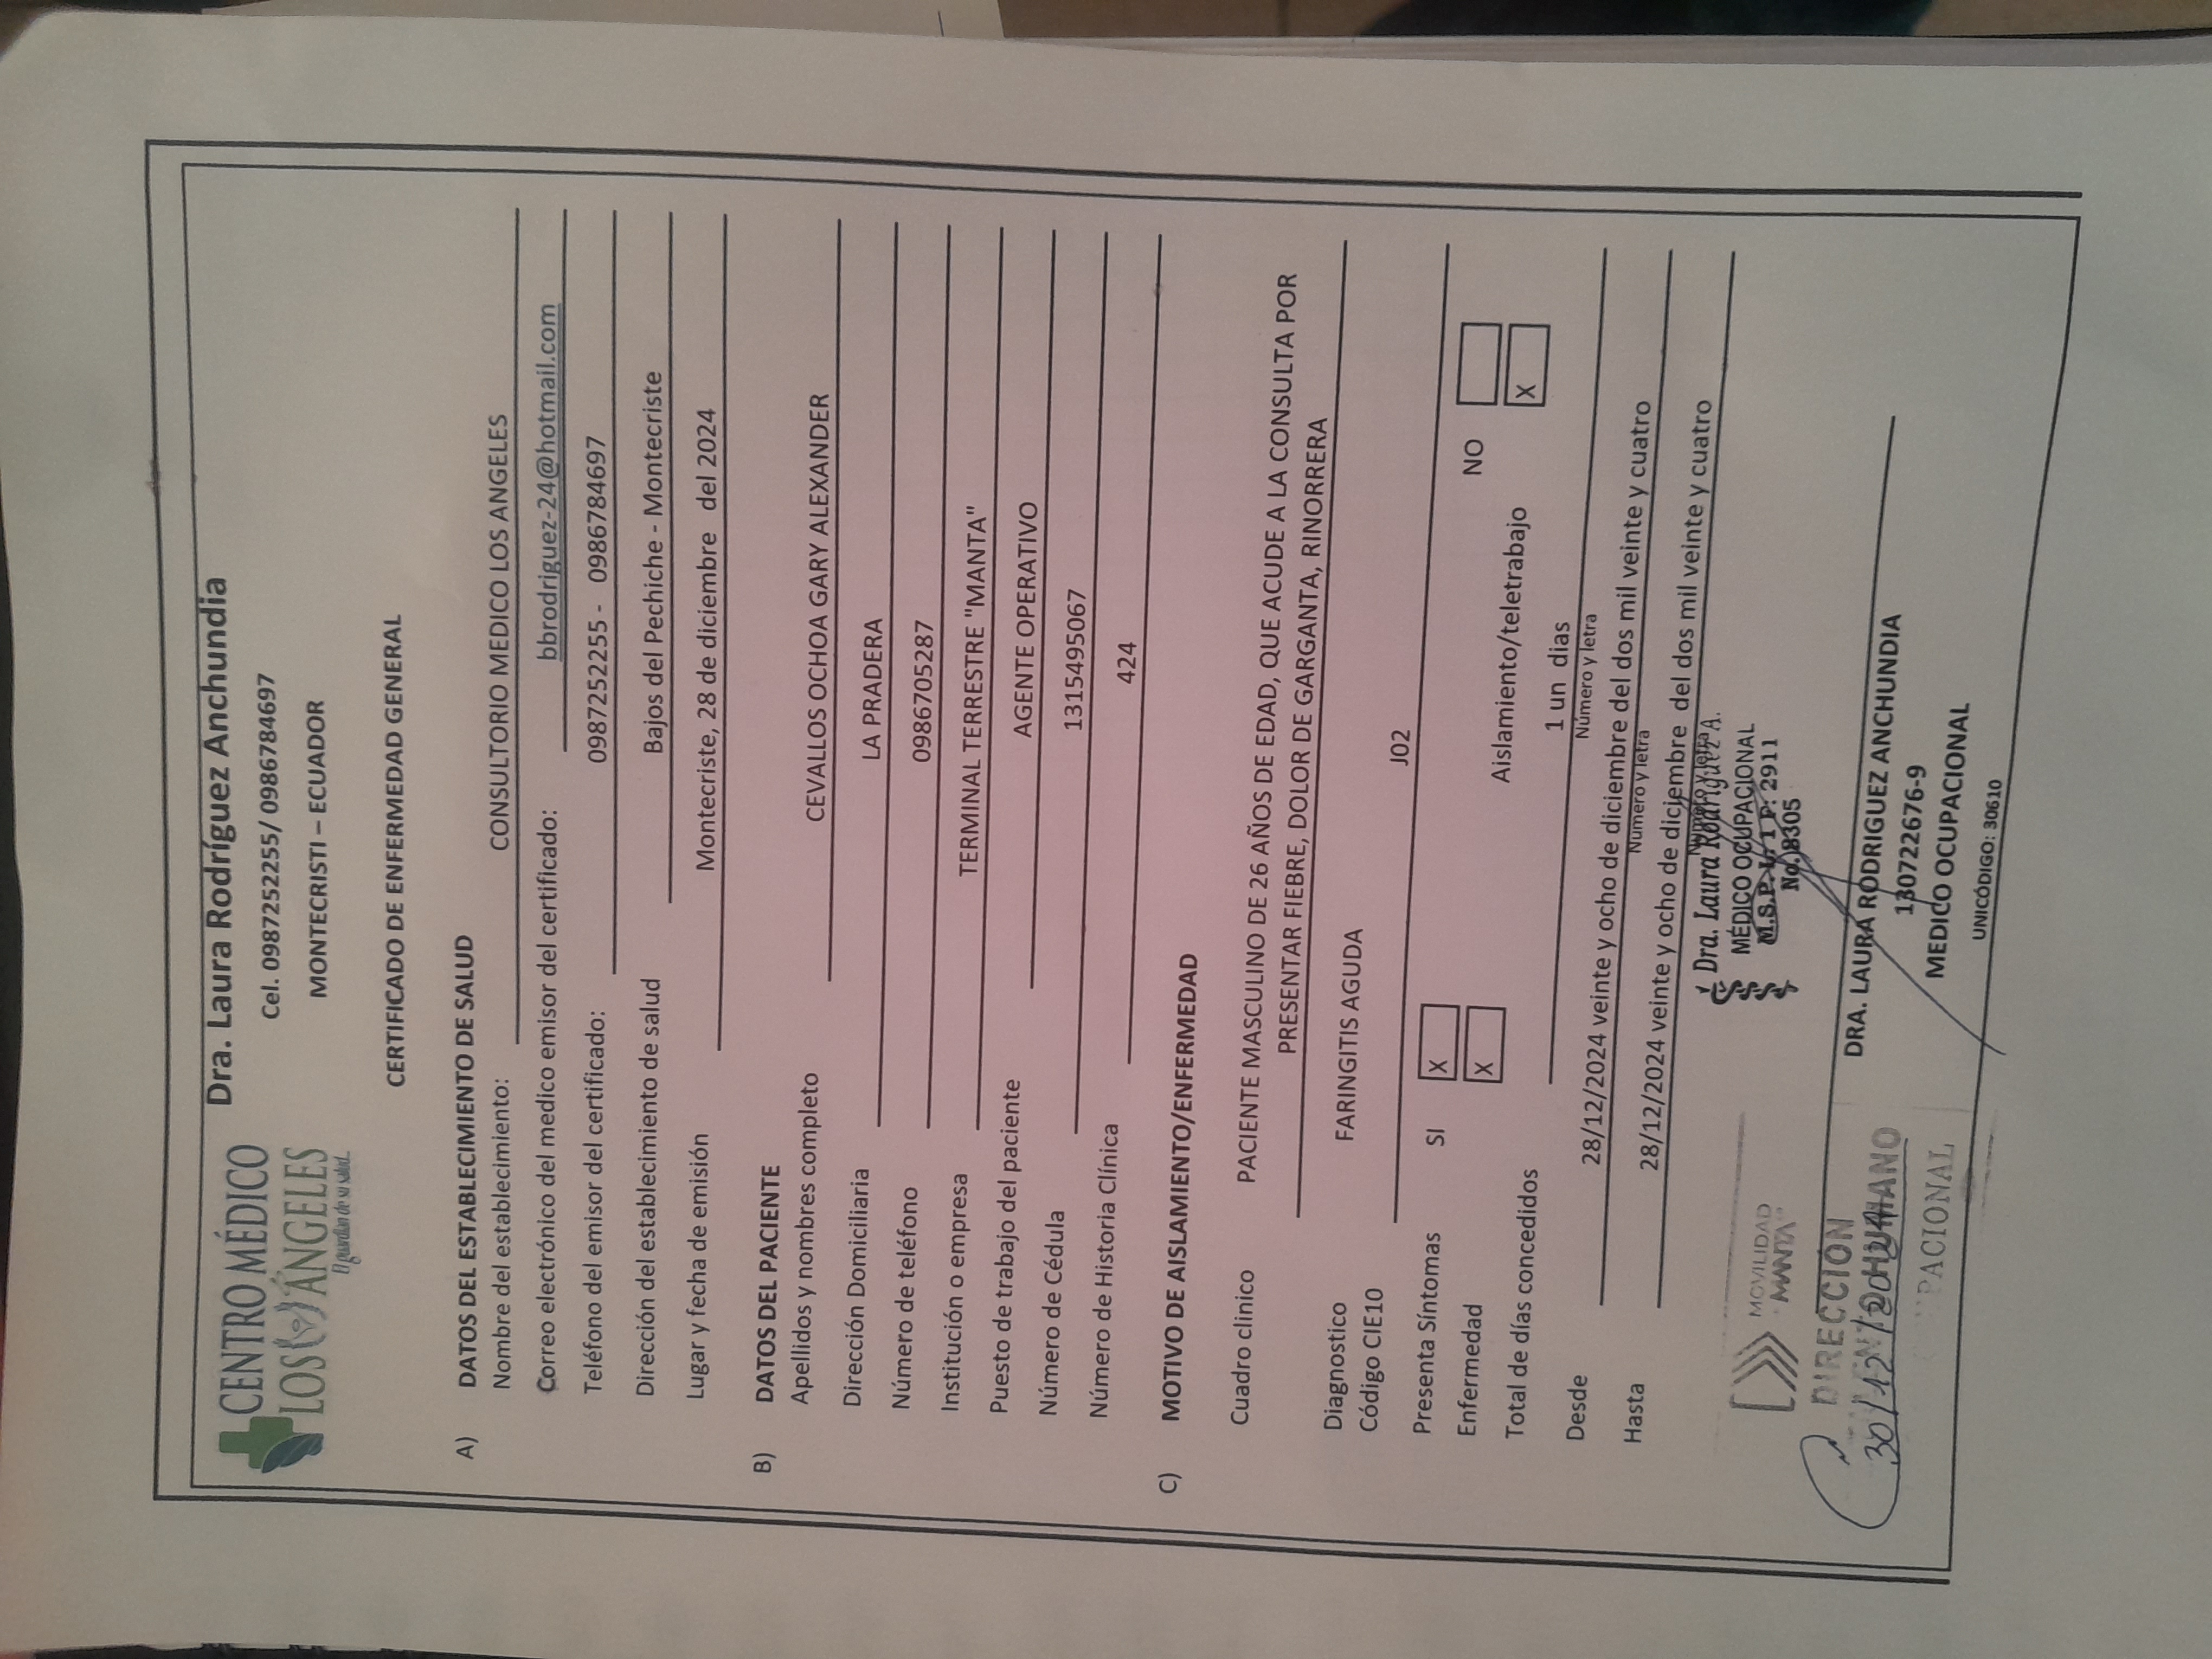 CENTRO MÉDICO
LOS ÁNGELES
El guardían de su salud...
Dra. Laura Rodríguez Anchundia
Cel. 0987252255/ 0986784697
MONTECRISTI – ECUADOR
CERTIFICADO DE ENFERMEDAD GENERAL
A) DATOS DEL ESTABLECIMIENTO DE SALUD
Nombre del establecimiento: CONSULTORIO MEDICO LOS ANGELES
Correo electrónico del medico emisor del certificado: bbrodriguez-24@hotmail.com
Teléfono del emisor del certificado: 0987252255 - 0986784697
Dirección del establecimiento de salud Bajos del Pechiche - Montecriste
Lugar y fecha de emisión Montecriste, 28 de diciembre del 2024
B) DATOS DEL PACIENTE
Apellidos y nombres completo CEVALLOS OCHOA GARY ALEXANDER
Dirección Domiciliaria LA PRADERA
Número de teléfono 0986705287
Institución o empresa TERMINAL TERRESTRE "MANTA"
Puesto de trabajo del paciente AGENTE OPERATIVO
Número de Cédula 1315495067
Número de Historia Clínica 424
C) MOTIVO DE AISLAMIENTO/ENFERMEDAD
Cuadro clinico PACIENTE MASCULINO DE 26 AÑOS DE EDAD, QUE ACUDE A LA CONSULTA POR
PRESENTAR FIEBRE, DOLOR DE GARGANTA, RINORRERA
Diagnostico FARINGITIS AGUDA
Código CIE10 J02
Presenta Síntomas SI X NO
Enfermedad X Aislamiento/teletrabajo X
Total de días concedidos 1 un dias
Número y letra
Desde 28/12/2024 veinte y ocho de diciembre del dos mil veinte y cuatro
Numero y letra
Hasta 28/12/2024 veinte y ocho de diciembre del dos mil veinte y cuatro
Numero y letra
Dra. Laura Rodríguez A.
MÉDICO OCUPACIONAL
M.S.P. L: 1 F: 2911
No. 8305
MOVILIDAD
MANTA
DIRECCIÓN
HUMANO
30/12/2024
DRA. LAURA RODRIGUEZ ANCHUNDIA
130722676-9
MEDICO OCUPACIONAL
UNICÓDIGO: 30610